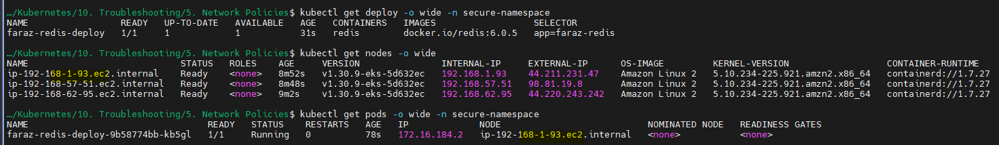 .../Kubernetes/10. Troubleshooting/5. Network Policies$ kubectl get deploy -o wide -n secure-namespace
NAME READY UP-TO-DATE AVAILABLE AGE CONTAINERS IMAGES SELECTOR
faraz-redis-deploy 1/1 1 1 31s redis docker.io/redis:6.0.5 app=faraz-redis
.../Kubernetes/10. Troubleshooting/5. Network Policies$ kubectl get nodes -o wide
NAME STATUS ROLES AGE VERSION INTERNAL-IP EXTERNAL-IP OS-IMAGE KERNEL-VERSION CONTAINER-RUNTIME
ip-192-168-1-93.ec2.internal Ready <none> 8m52s v1.30.9-eks-5d632ec 192.168.1.93 44.211.231.47 Amazon Linux 2 5.10.234-225.921.amzn2.x86_64 containerd://1.7.27
ip-192-168-57-51.ec2.internal Ready <none> 8m48s v1.30.9-eks-5d632ec 192.168.57.51 98.81.19.8 Amazon Linux 2 5.10.234-225.921.amzn2.x86_64 containerd://1.7.27
ip-192-168-62-95.ec2.internal Ready <none> 9m2s v1.30.9-eks-5d632ec 192.168.62.95 44.220.243.242 Amazon Linux 2 5.10.234-225.921.amzn2.x86_64 containerd://1.7.27
.../Kubernetes/10. Troubleshooting/5. Network Policies$ kubectl get pods -o wide -n secure-namespace
NAME READY STATUS RESTARTS AGE IP NODE NOMINATED NODE READINESS GATES
faraz-redis-deploy-9b58774bb-kb5gl 1/1 Running 0 78s 172.16.184.2 ip-192-168-1-93.ec2.internal <none> <none>